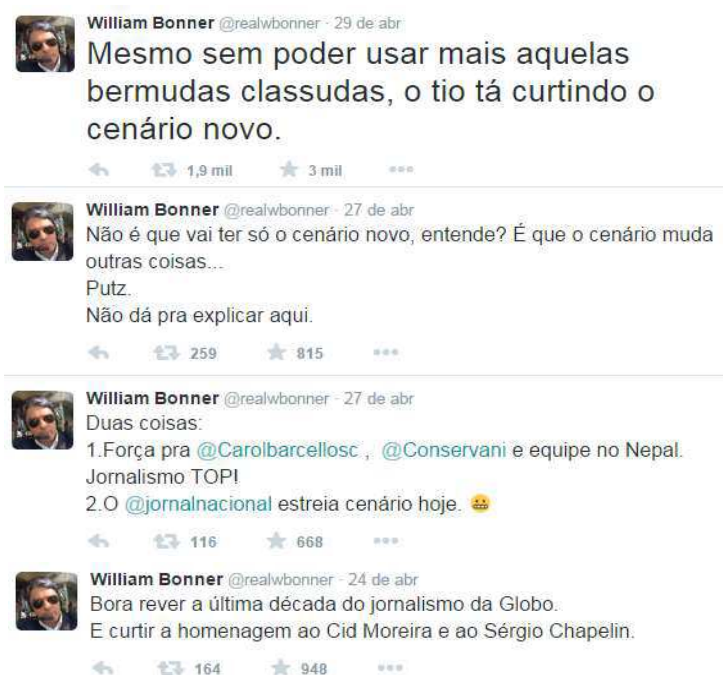 William Bonner @realwbonner · 29 de abr
Mesmo sem poder usar mais aquelas
bermudas classudas, o tio tá curtindo o
cenário novo.
1,9 mil 3 mil
William Bonner @realwbonner · 27 de abr
Não é que vai ter só o cenário novo, entende? É que o cenário muda
outras coisas...
Putz.
Não dá pra explicar aqui.
259 815
William Bonner @realwbonner · 27 de abr
Duas coisas:
1.Força pra @Carolbarcellosc , @Conservani e equipe no Nepal.
Jornalismo TOP!
2.O @jornalnacional estreia cenário hoje. 😬
116 668
William Bonner @realwbonner · 24 de abr
Bora rever a última década do jornalismo da Globo.
E curtir a homenagem ao Cid Moreira e ao Sérgio Chapelin.
164 948